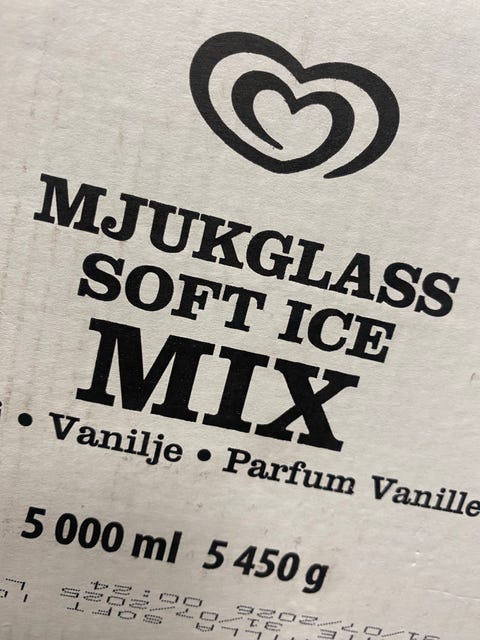 MJUKGLASS
SOFT ICE
MIX
• Vanilje • Parfum Vanille
5 000 ml 5 450 g